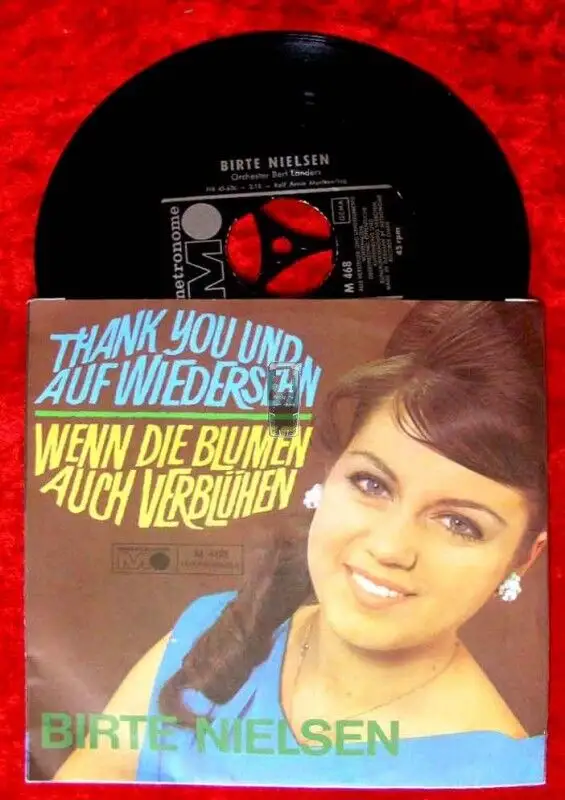 BIRTE NIELSEN
Orchester Bert Landers
metronome
M 468
GEMA
45 rpm
THANK YOU UND
AUF WIEDERSEHN
WENN DIE BLUMEN
AUCH VERBLÜHEN
BIRTE NIELSEN